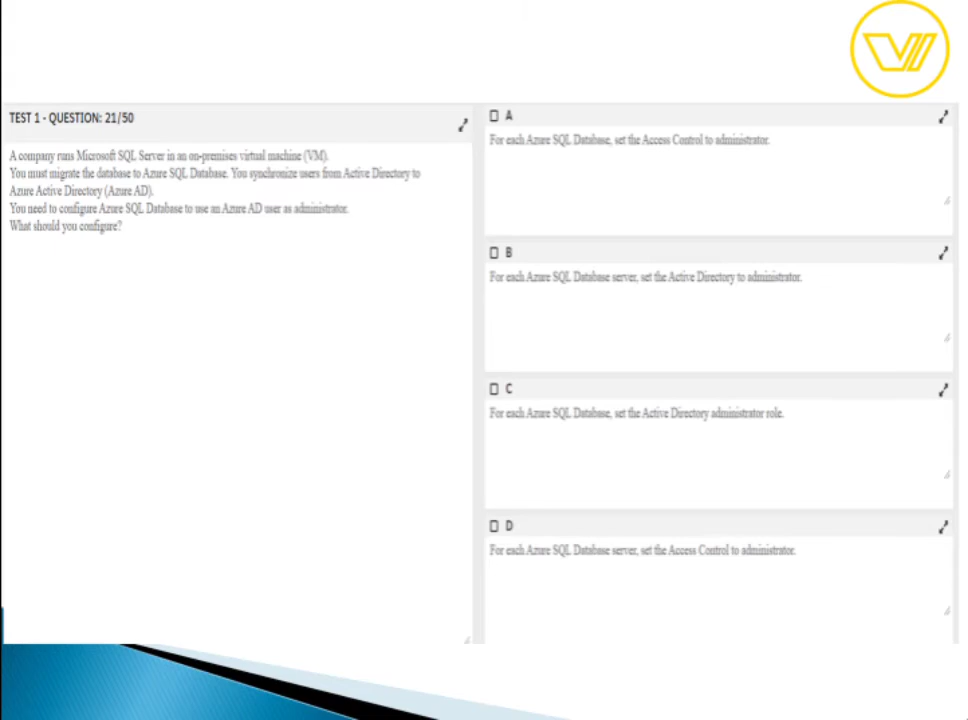 TEST 1 - QUESTION: 21/50
A company runs Microsoft SQL Server in an on-premises virtual machine (VM).
You must migrate the database to Azure SQL Database. You synchronize users from Active Directory to
Azure Active Directory (Azure AD).
You need to configure Azure SQL Database to use an Azure AD user as administrator.
What should you configure?
A
For each Azure SQL Database, set the Access Control to administrator.
B
For each Azure SQL Database server, set the Active Directory to administrator.
C
For each Azure SQL Database, set the Active Directory administrator role.
D
For each Azure SQL Database server, set the Access Control to administrator.